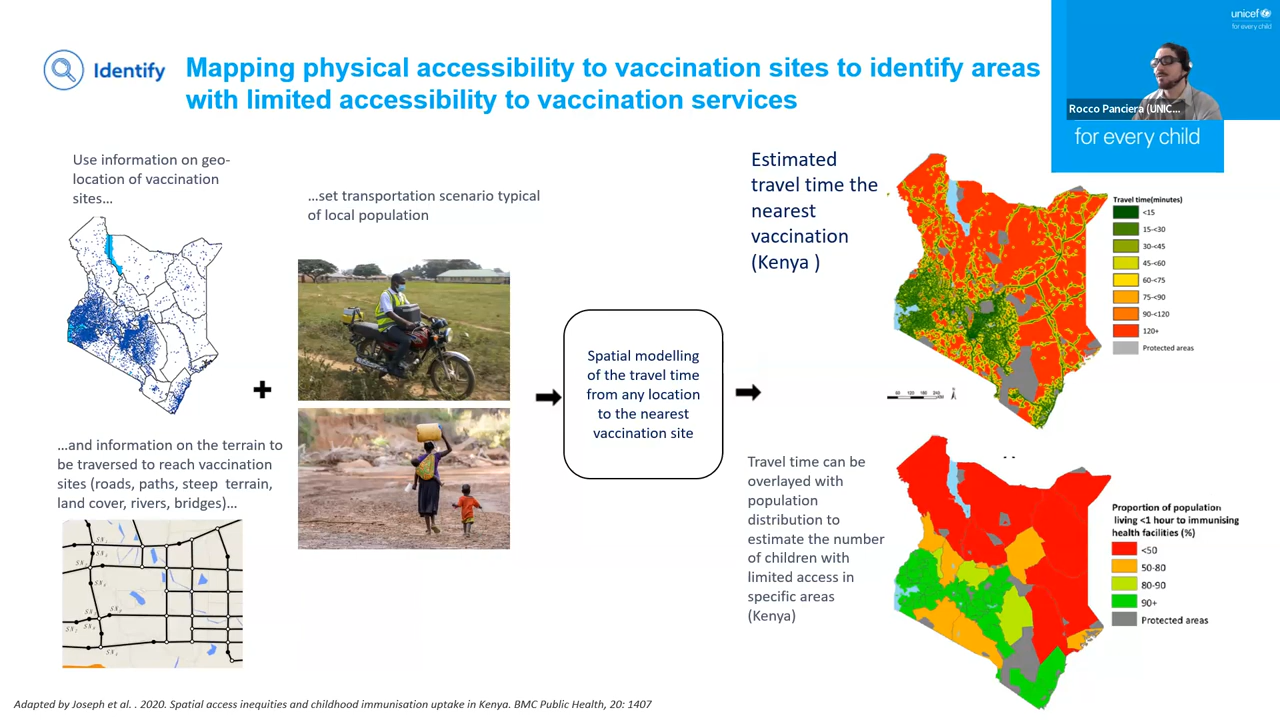 unicef
for every child
Rocco Panciera (UNIC...
for every child
Identify
Mapping physical accessibility to vaccination sites to identify areas
with limited accessibility to vaccination services
Use information on geo-
location of vaccination
sites...
...set transportation scenario typical
of local population
...and information on the terrain to
be traversed to reach vaccination
sites (roads, paths, steep terrain,
land cover, rivers, bridges)...
+
Spatial modelling
of the travel time
from any location
to the nearest
vaccination site
Estimated
travel time the
nearest
vaccination
(Kenya )
Travel time(minutes)
<15
15-<30
30-<45
45-<60
60-<75
75-<90
90-<120
120+
Protected areas
Travel time can be
overlayed with
population
distribution to
estimate the number
of children with
limited access in
specific areas
(Kenya)
Proportion of population
living <1 hour to immunising
health facilities (%)
<50
50-80
80-90
90+
Protected areas
Adapted by Joseph et al. . 2020. Spatial access inequities and childhood immunisation uptake in Kenya. BMC Public Health, 20: 1407